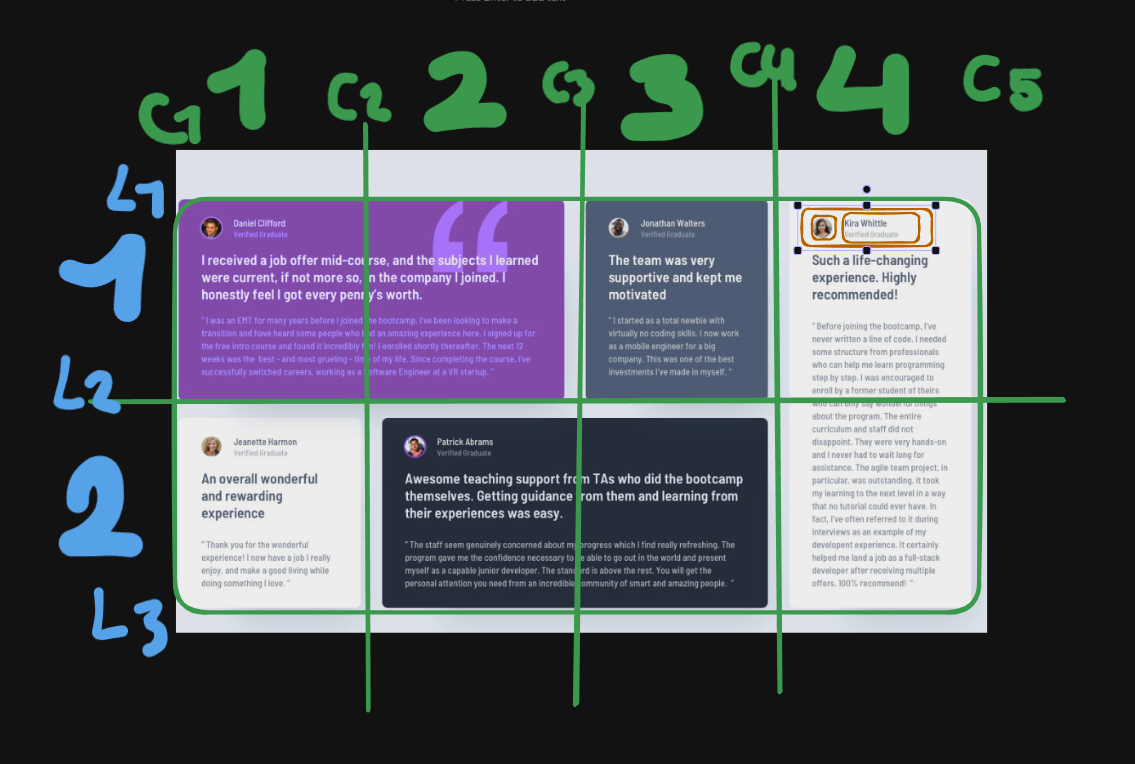 Press Enter to add text
1
2
3
4
C1
C2
C3
C4
C5
L1
1
L2
2
L3
Daniel Clifford
Verified Graduate
“
I received a job offer mid-course, and the subjects I learned
were current, if not more so, in the company I joined. I
honestly feel I got every penny’s worth.
“ I was an EMT for many years before I joined the bootcamp. I’ve been looking to make a
transition and have heard some people who had an amazing experience here. I signed up for
the free intro course and found it incredibly fun! I enrolled shortly thereafter. The next 12
weeks was the best - and most grueling - time of my life. Since completing the course, I’ve
successfully switched careers, working as a Software Engineer at a VR startup. ”
Jonathan Walters
Verified Graduate
The team was very
supportive and kept me
motivated
“ I started as a total newbie with
virtually no coding skills. I now work
as a mobile engineer for a big
company. This was one of the best
investments I’ve made in myself. ”
Kira Whittle
Verified Graduate
Such a life-changing
experience. Highly
recommended!
“ Before joining the bootcamp, I’ve
never written a line of code. I needed
some structure from professionals
who can help me learn programming
step by step. I was encouraged to
enroll by a former student of theirs
who can only say wonderful things
about the program. The entire
curriculum and staff did not
disappoint. They were very hands-on
and I never had to wait long for
assistance. The agile team project, in
particular, was outstanding. It took
my learning to the next level in a way
that no tutorial could ever have. In
fact, I’ve often referred to it during
interviews as an example of my
developent experience. It certainly
helped me land a job as a full-stack
developer after receiving multiple
offers. 100% recommend! ”
Jeanette Harmon
Verified Graduate
An overall wonderful
and rewarding
experience
“ Thank you for the wonderful
experience! I now have a job I really
enjoy, and make a good living while
doing something I love. ”
Patrick Abrams
Verified Graduate
Awesome teaching support from TAs who did the bootcamp
themselves. Getting guidance from them and learning from
their experiences was easy.
“ The staff seem genuinely concerned about my progress which I find really refreshing. The
program gave me the confidence necessary to be able to go out in the world and present
myself as a capable junior developer. The standard is above the rest. You will get the
personal attention you need from an incredible community of smart and amazing people. ”